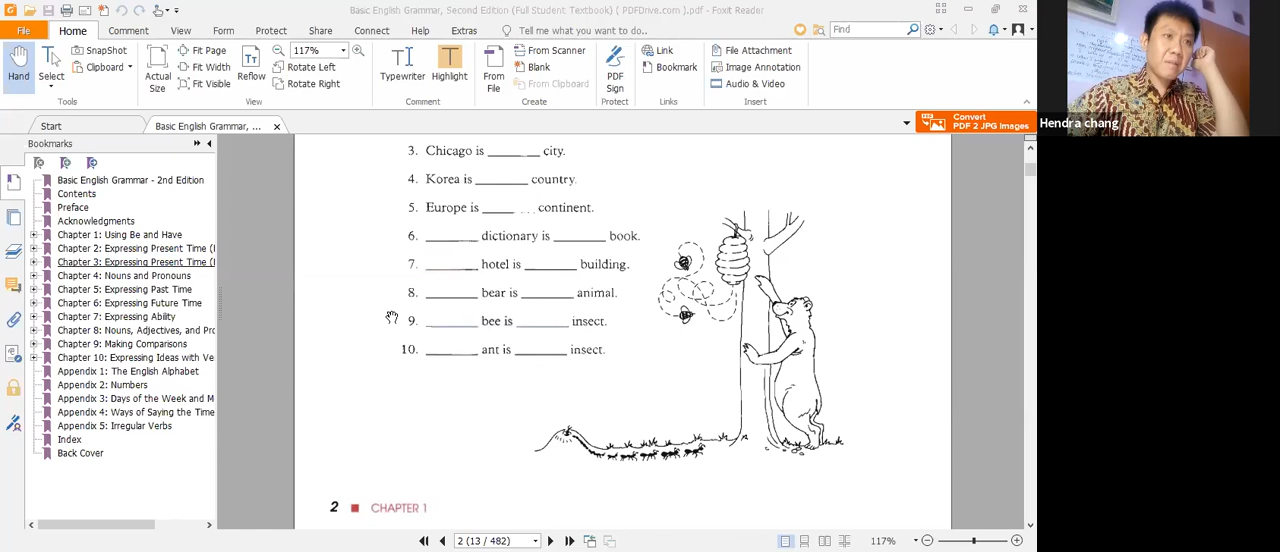 Basic English Grammar, Second Edition (Full Student Textbook) ( PDFDrive.com ).pdf - Foxit Reader
File Home Comment View Form Protect Share Connect Help Extras Tell me what you want to do.. Find
Hand
Select
SnapShot
Clipboard
Actual Size
Fit Page
Fit Width
Fit Visible
Reflow
117%
Rotate Left
Rotate Right
Typewriter
Highlight
From File
From Scanner
Blank
From Clipboard
PDF Sign
Link
Bookmark
File Attachment
Image Annotation
Audio & Video
Tools View Comment Create Protect Links Insert
Start Basic English Grammar, ...
Convert
PDF 2 JPG Images
Hendra chang
Bookmarks
Basic English Grammar - 2nd Edition
Contents
Preface
Acknowledgments
Chapter 1: Using Be and Have
Chapter 2: Expressing Present Time (
Chapter 3: Expressing Present Time (
Chapter 4: Nouns and Pronouns
Chapter 5: Expressing Past Time
Chapter 6: Expressing Future Time
Chapter 7: Expressing Ability
Chapter 8: Nouns, Adjectives, and Pro
Chapter 9: Making Comparisons
Chapter 10: Expressing Ideas with Ve
Appendix 1: The English Alphabet
Appendix 2: Numbers
Appendix 3: Days of the Week and M
Appendix 4: Ways of Saying the Time
Appendix 5: Irregular Verbs
Index
Back Cover
3. Chicago is ______ city.
4. Korea is ______ country.
5. Europe is ______ continent.
6. ______ dictionary is ______ book.
7. ______ hotel is ______ building.
8. ______ bear is ______ animal.
9. ______ bee is ______ insect.
10. ______ ant is ______ insect.
2 ■ CHAPTER 1
2 (13 / 482)
117%